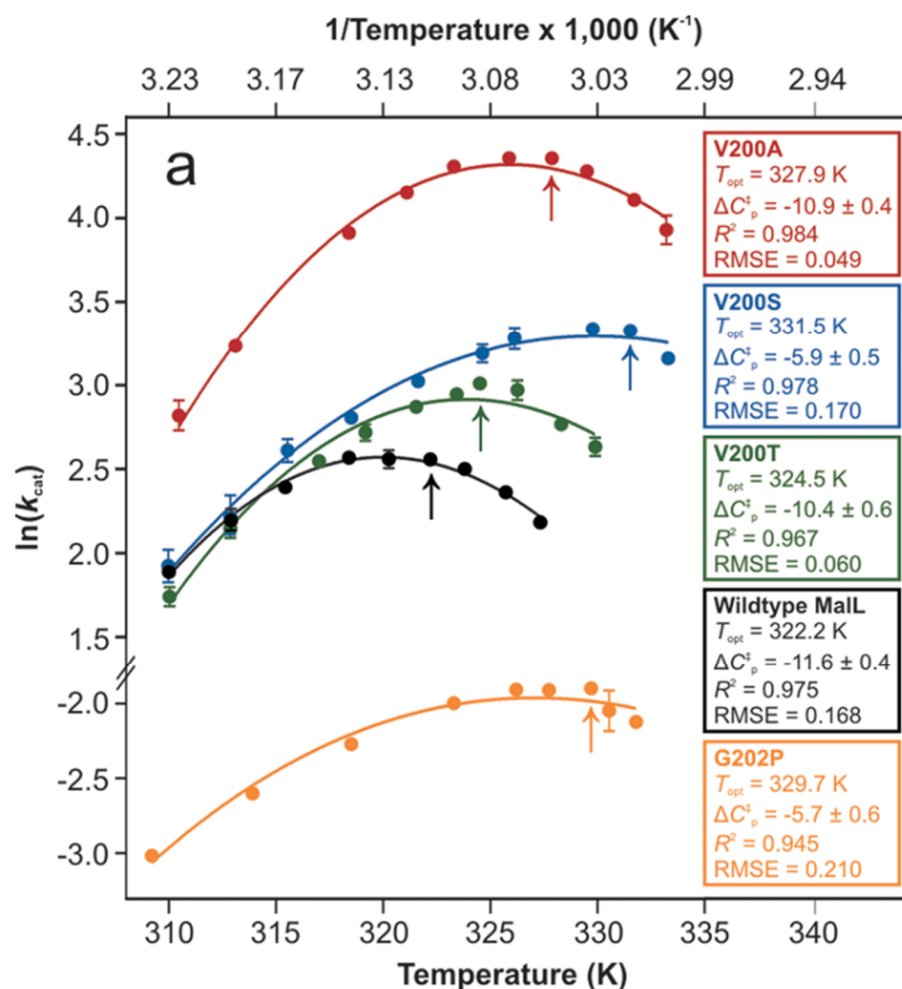 1/Temperature x 1,000 (K⁻¹)
3.23 3.17 3.13 3.08 3.03 2.99 2.94
a
ln(kcat)
4.5
4.0
3.5
3.0
2.5
2.0
1.5
-2.0
-2.5
-3.0
V200A
Topt = 327.9 K
ΔC‡p = -10.9 ± 0.4
R² = 0.984
RMSE = 0.049
V200S
Topt = 331.5 K
ΔC‡p = -5.9 ± 0.5
R² = 0.978
RMSE = 0.170
V200T
Topt = 324.5 K
ΔC‡p = -10.4 ± 0.6
R² = 0.967
RMSE = 0.060
Wildtype MalL
Topt = 322.2 K
ΔC‡p = -11.6 ± 0.4
R² = 0.975
RMSE = 0.168
G202P
Topt = 329.7 K
ΔC‡p = -5.7 ± 0.6
R² = 0.945
RMSE = 0.210
310 315 320 325 330 335 340
Temperature (K)